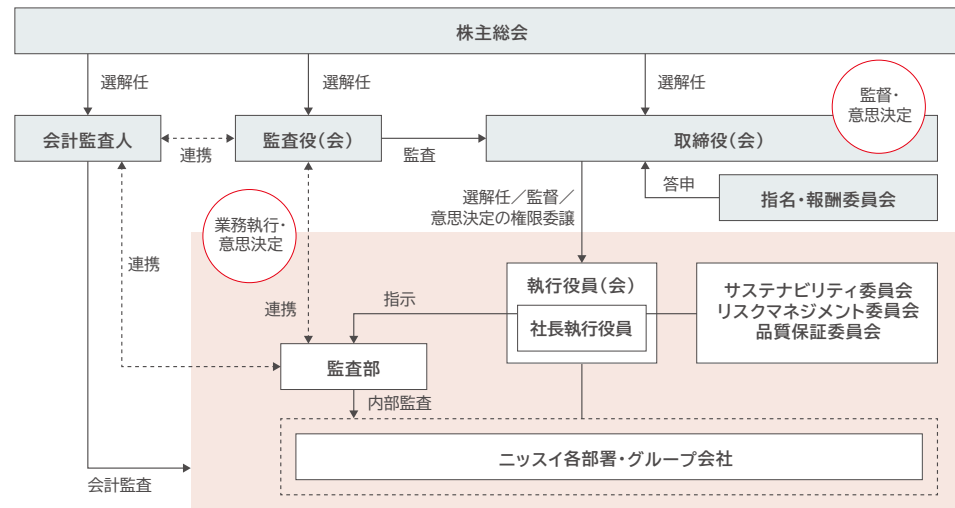 株主総会
選解任
選解任
選解任
監督・
意思決定
会計監査人
連携
監査役(会)
監査
取締役(会)
答申
指名・報酬委員会
選解任／監督／
意思決定の権限委譲
業務執行・
意思決定
連携
連携
指示
執行役員(会)
社長執行役員
サステナビリティ委員会
リスクマネジメント委員会
品質保証委員会
監査部
内部監査
ニッスイ各部署・グループ会社
会計監査